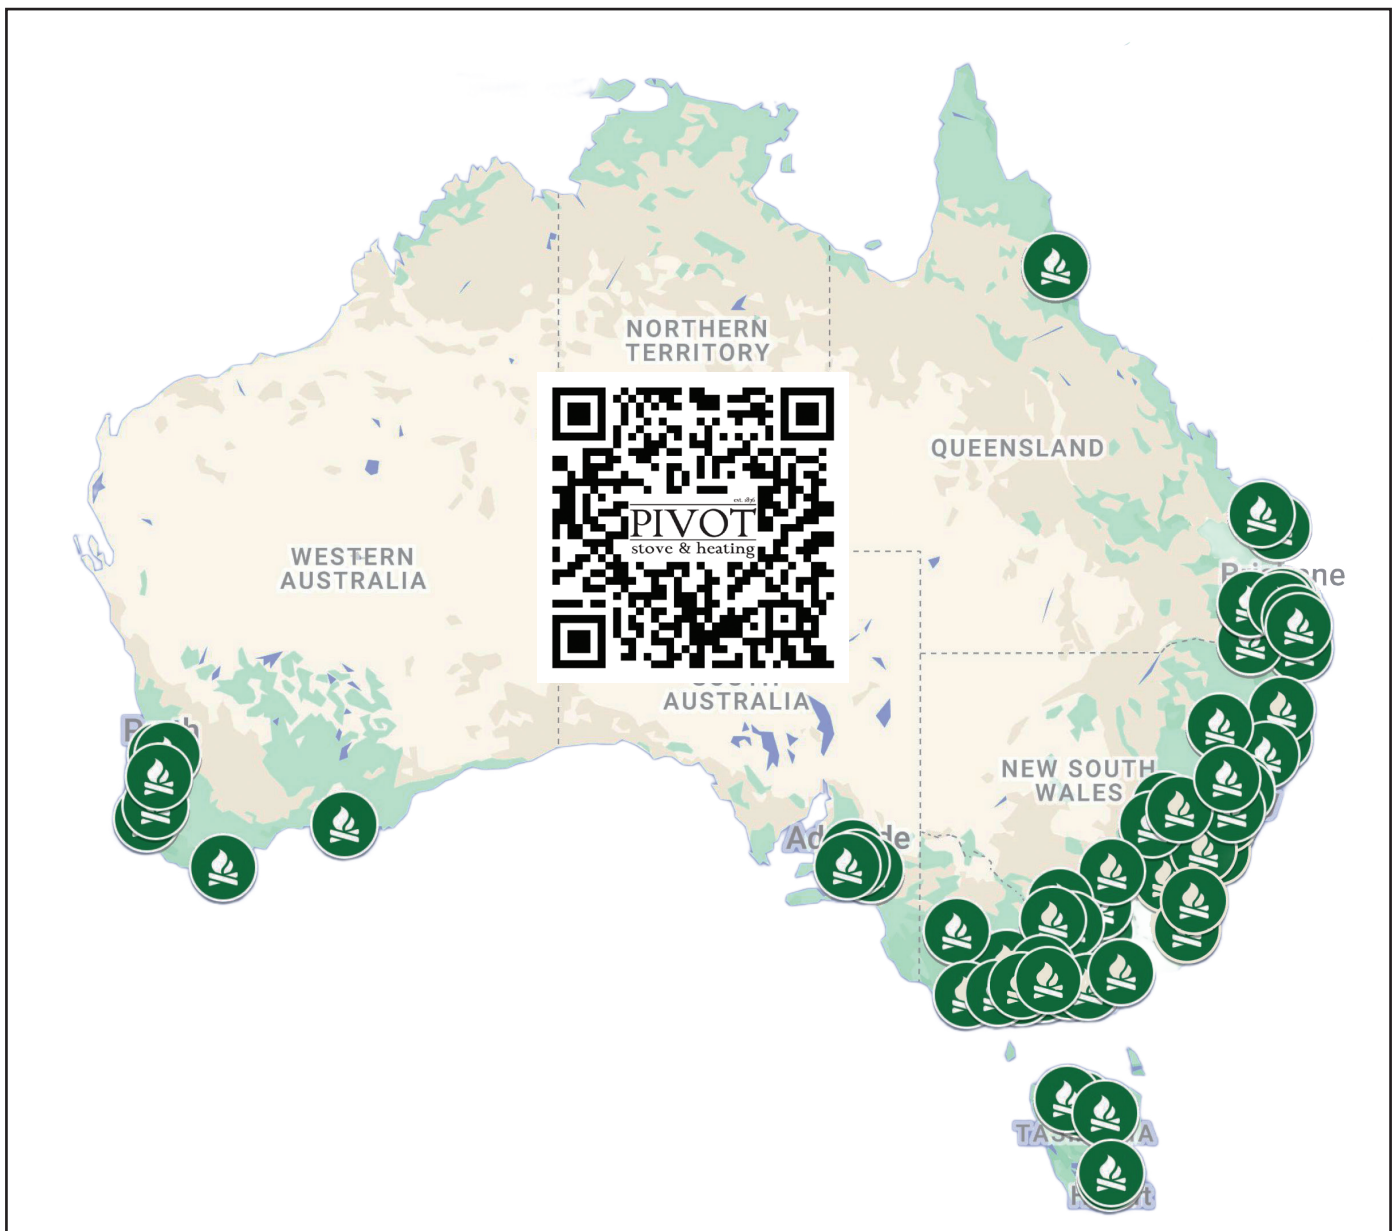 NORTHERN
TERRITORY
QUEENSLAND
est. 1896
PIVOT
stove & heating
WESTERN
AUSTRALIA
AUSTRALIA
NEW SOUTH
WALES